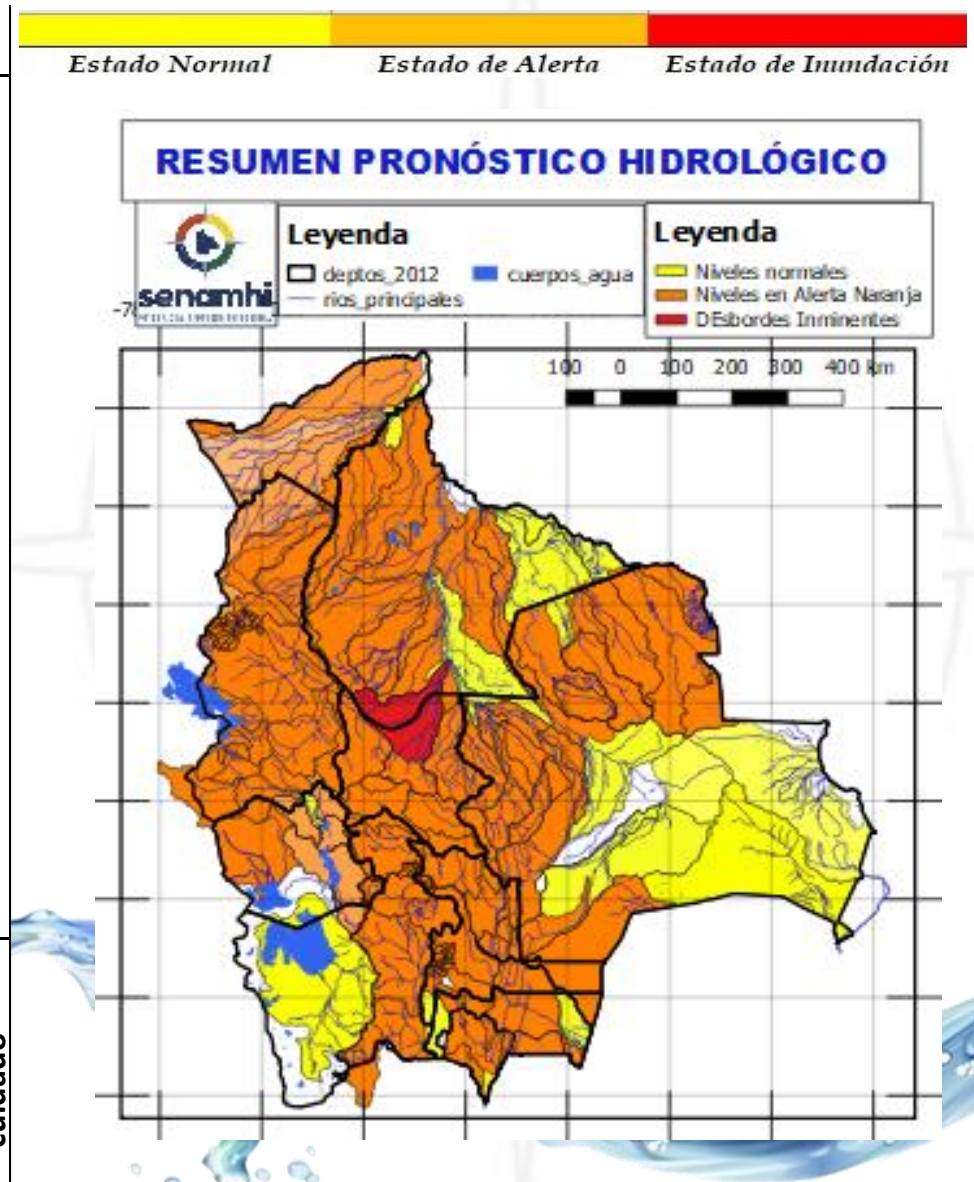 Estado Normal Estado de Alerta Estado de Inundación
RESUMEN PRONÓSTICO HIDROLÓGICO
senamhi
Leyenda
deptos_2012 cuerpos_agua
rios_principales
Leyenda
Niveles normales
Niveles en Alerta Naranja
DEsbordes Inminentes
100 0 100 200 300 400 km
cuidado